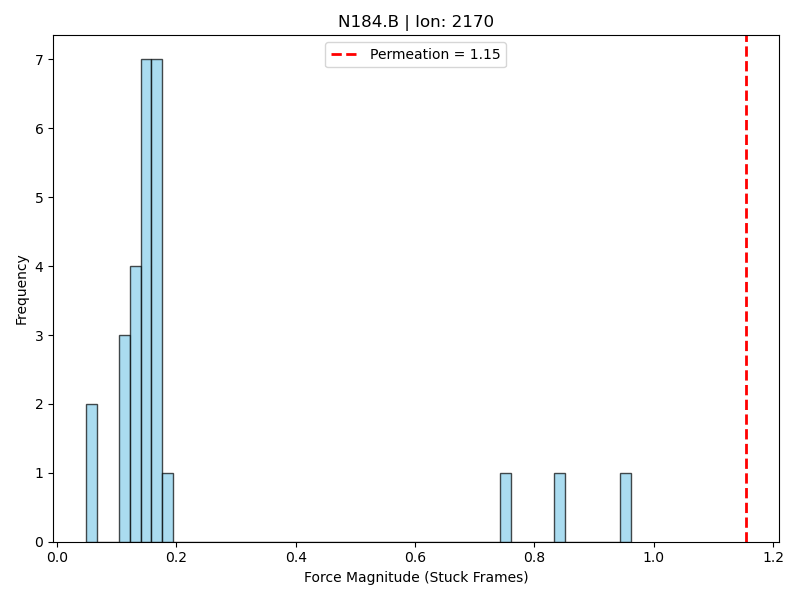 N184.B | Ion: 2170
Permeation = 1.15
Frequency
7
6
5
4
3
2
1
0
0.0 0.2 0.4 0.6 0.8 1.0 1.2
Force Magnitude (Stuck Frames)